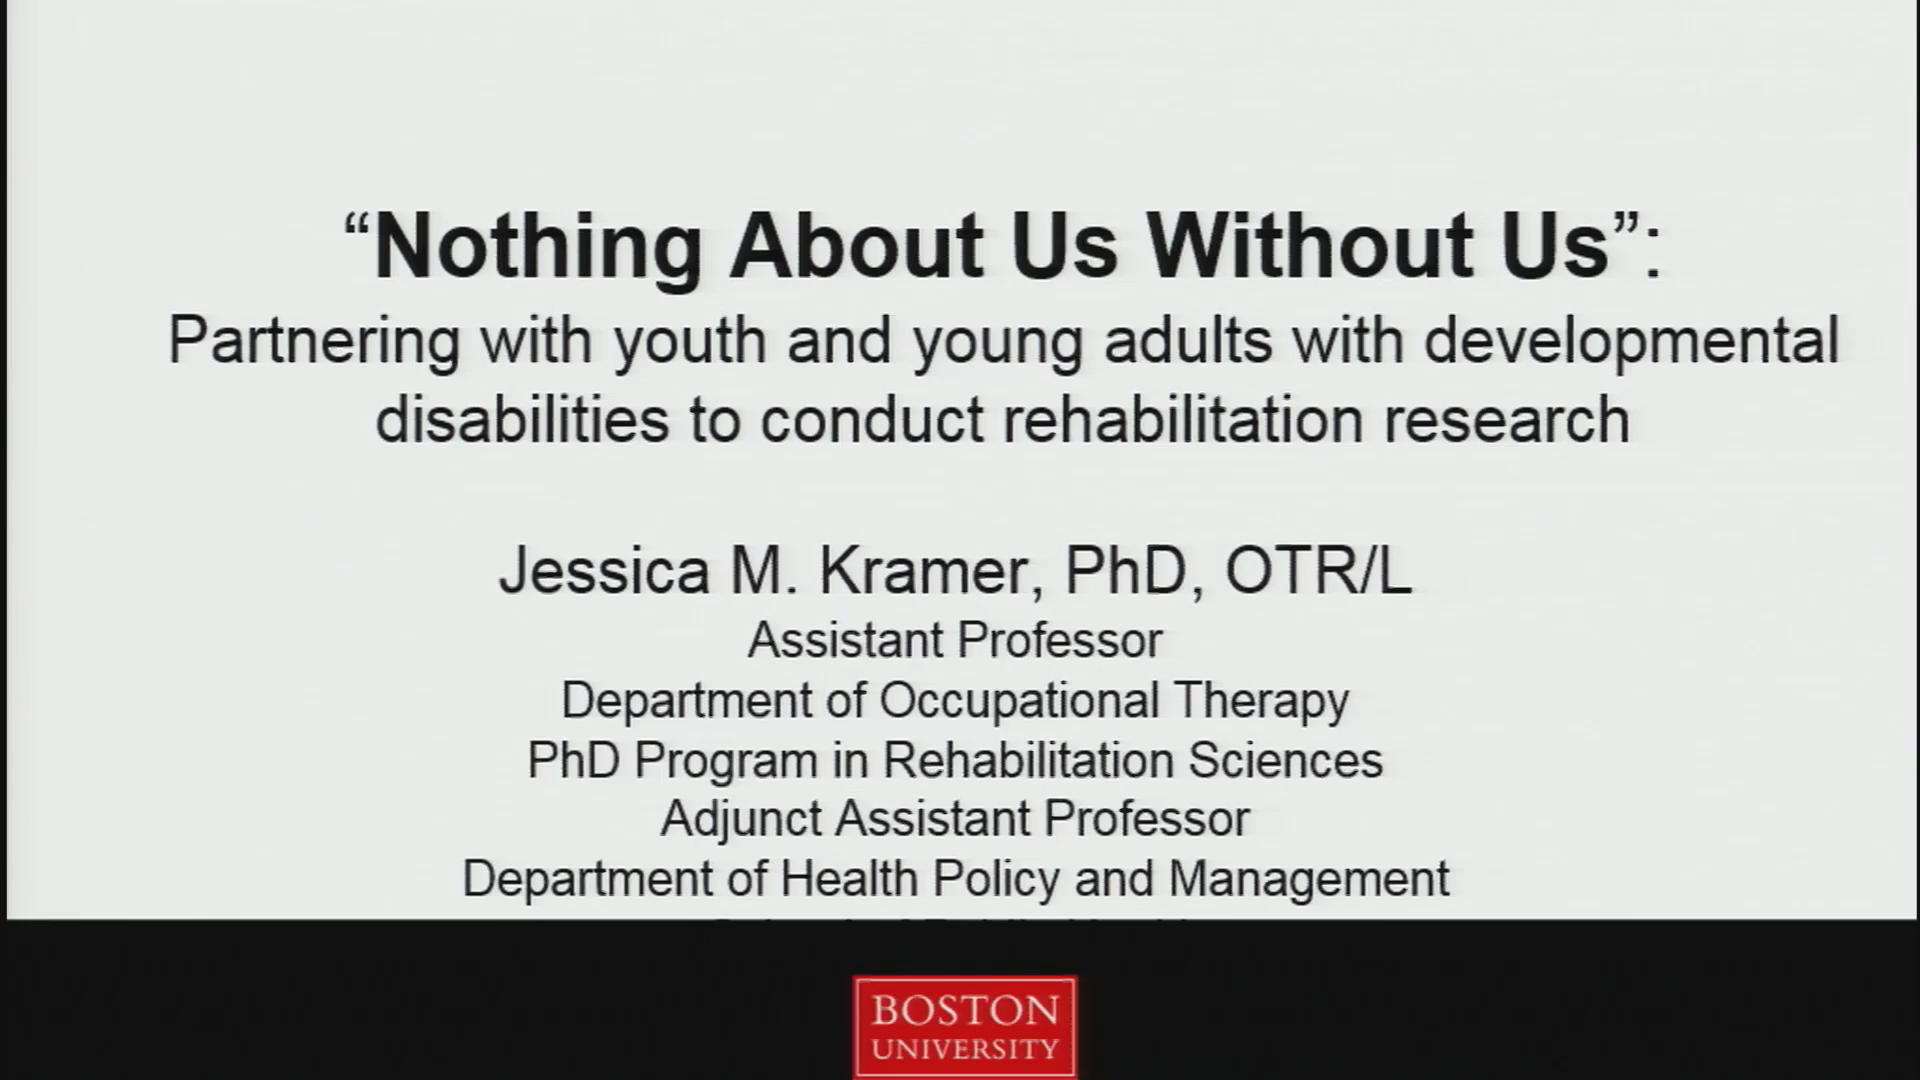 “Nothing About Us Without Us”:
Partnering with youth and young adults with developmental
disabilities to conduct rehabilitation research
Jessica M. Kramer, PhD, OTR/L
Assistant Professor
Department of Occupational Therapy
PhD Program in Rehabilitation Sciences
Adjunct Assistant Professor
Department of Health Policy and Management
BOSTON
UNIVERSITY